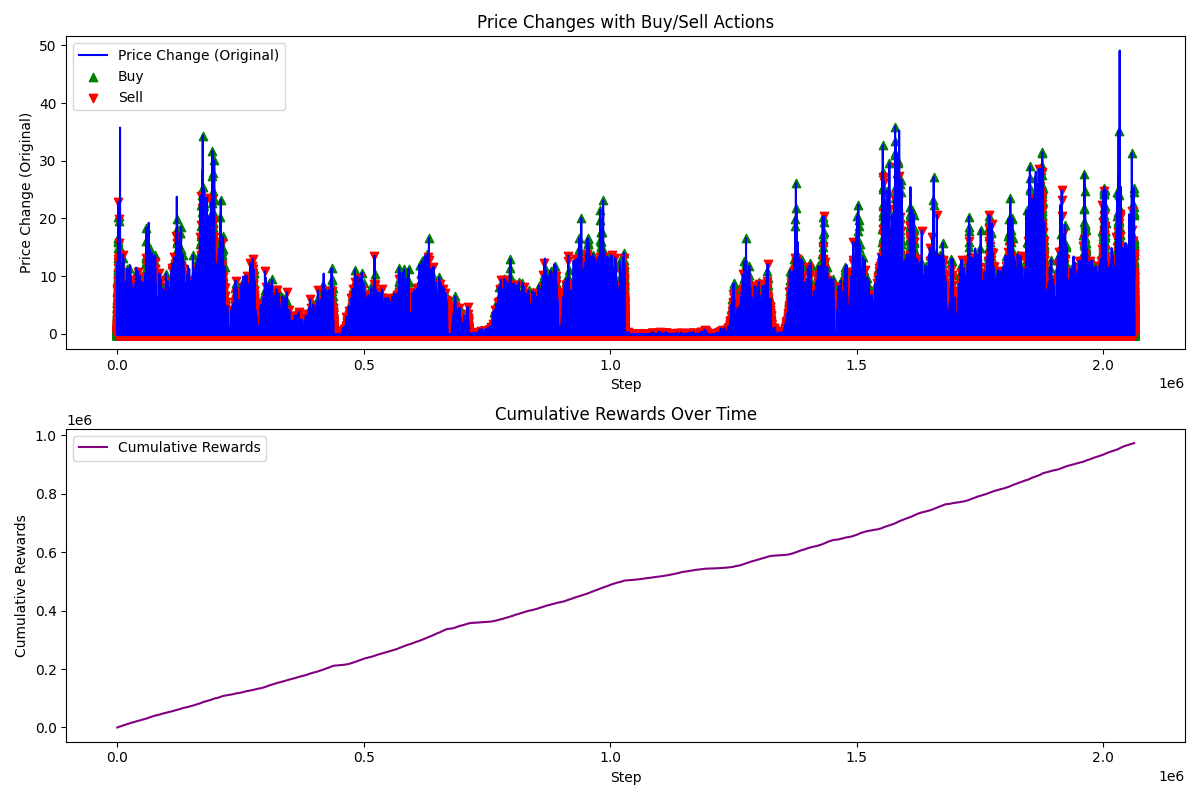 Price Changes with Buy/Sell Actions
Price Change (Original)
Buy
Sell
Price Change (Original)
50
40
30
20
10
0
0.0 0.5 1.0 1.5 2.0
1e6
Step
Cumulative Rewards Over Time
1e6
Cumulative Rewards
Cumulative Rewards
1.0
0.8
0.6
0.4
0.2
0.0
0.0 0.5 1.0 1.5 2.0
1e6
Step